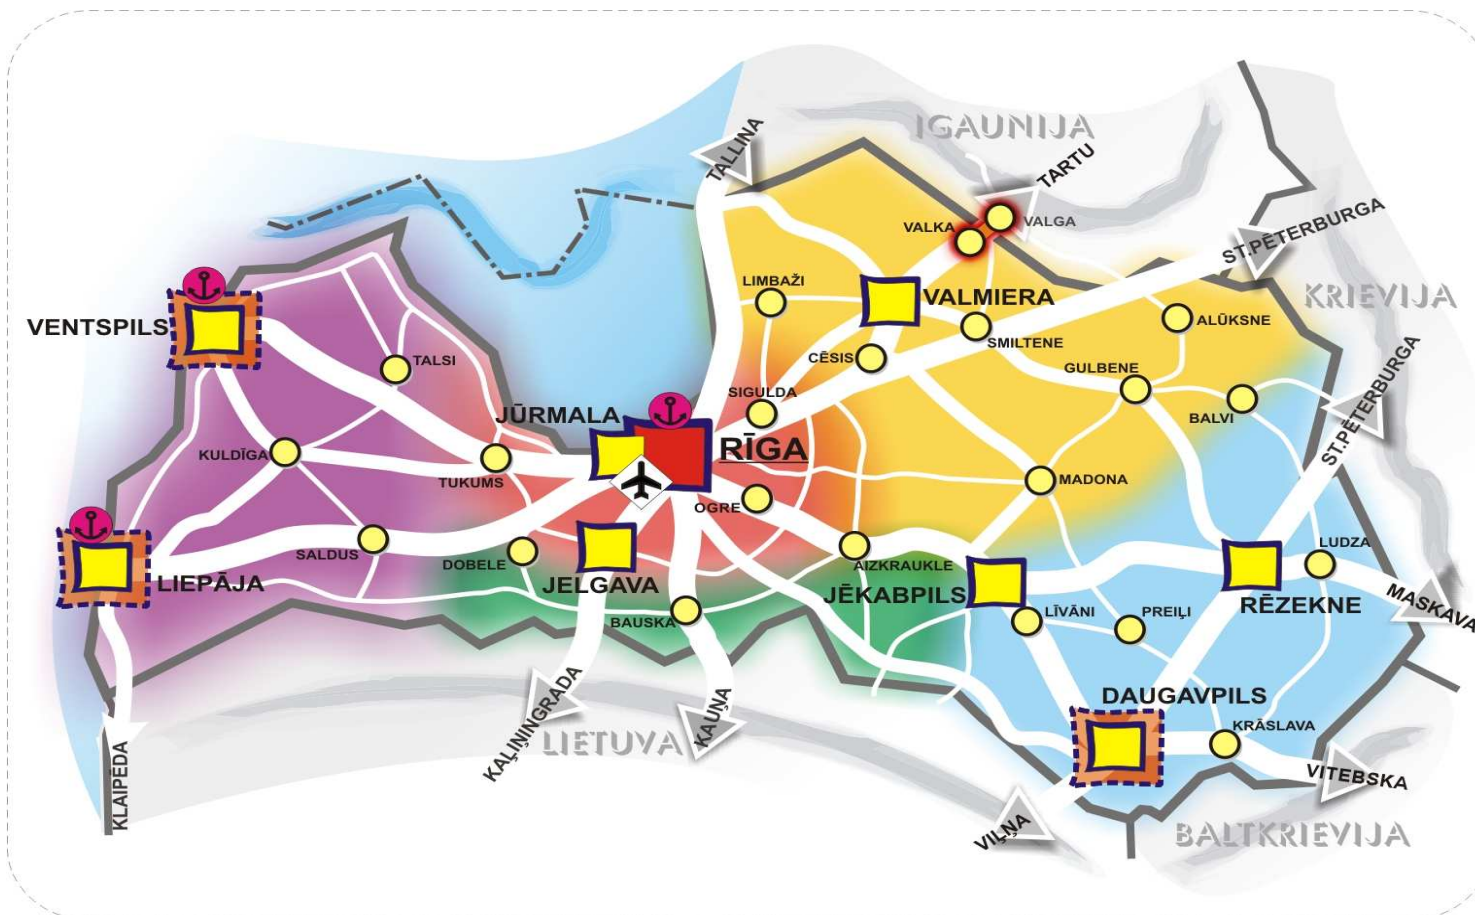 IGAUNIJA
TALLINA
TARTU
VALKA
VALGA
ST.PĒTERBURGA
LIMBAŽI
VALMIERA
KRIEVIJA
VENTSPILS
ALŪKSNE
SMILTENE
TALSI
CĒSIS
GULBENE
ST.PĒTERBURGA
SIGULDA
JŪRMALA
BALVI
RĪGA
KULDĪGA
TUKUMS
MADONA
OGRE
LUDZA
SALDUS
DOBELE
AIZKRAUKLE
LIEPĀJA
JELGAVA
JĒKABPILS
RĒZEKNE
MASKAVA
LĪVĀNI
PREIĻI
BAUSKA
DAUGAVPILS
KRĀSLAVA
KAĻIŅINGRADA
KAUŅA
LIETUVA
KLAIPĒDA
VITEBSKA
VIĻŅA
BALTKRIEVIJA